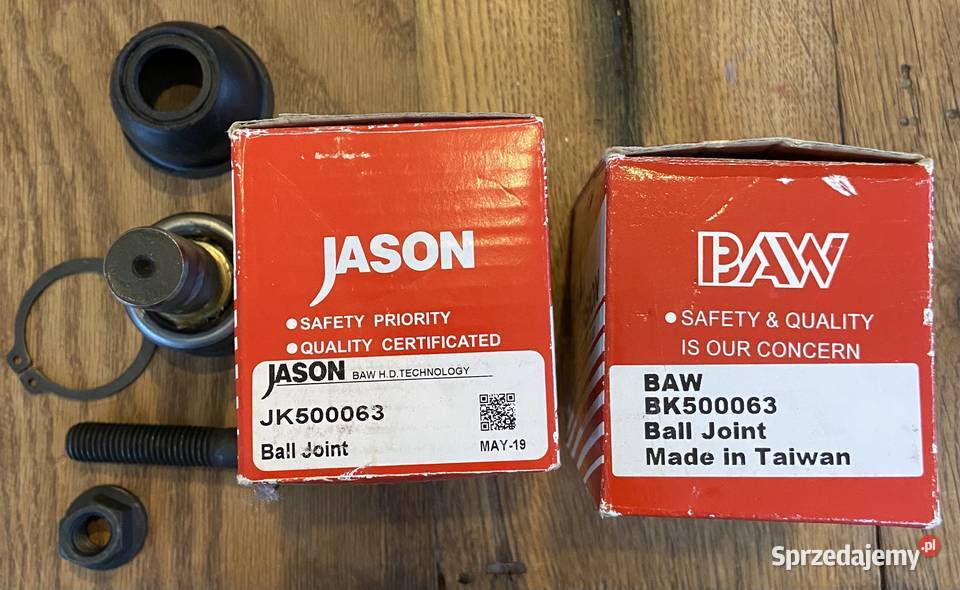 JASON
●SAFETY PRIORITY
●QUALITY CERTIFICATED
JASON BAW H.D.TECHNOLOGY
JK500063
Ball Joint
MAY-19
BAW
●SAFETY & QUALITY
IS OUR CONCERN
BAW
BK500063
Ball Joint
Made in Taiwan
Sprzedajemy.pl